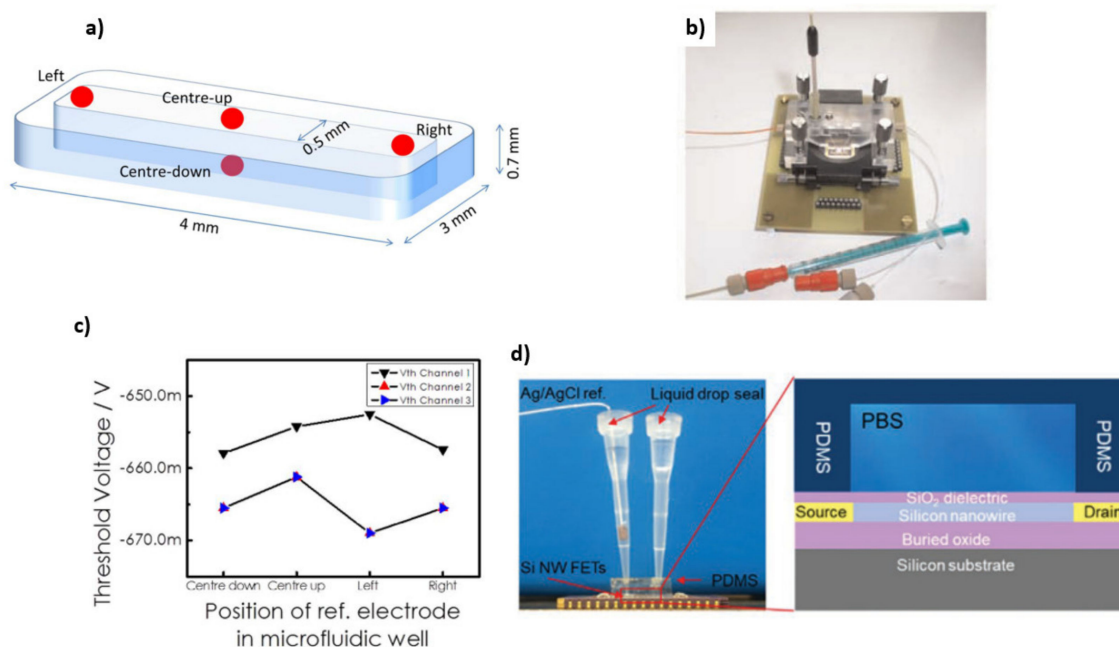 a)
Left
Centre-up
Right
0.5 mm
Centre-down
0.7 mm
4 mm
3 mm
b)
c)
Vth Channel 1
Vth Channel 2
Vth Channel 3
-650.0m
-660.0m
-670.0m
Threshold Voltage / V
Centre down Centre up Left Right
Position of ref. electrode
in microfluidic well
d)
Ag/AgCl ref.
Liquid drop seal
Si NW FETs
PDMS
PDMS
PBS
PDMS
SiO₂ dielectric
Source
Silicon nanowire
Drain
Buried oxide
Silicon substrate